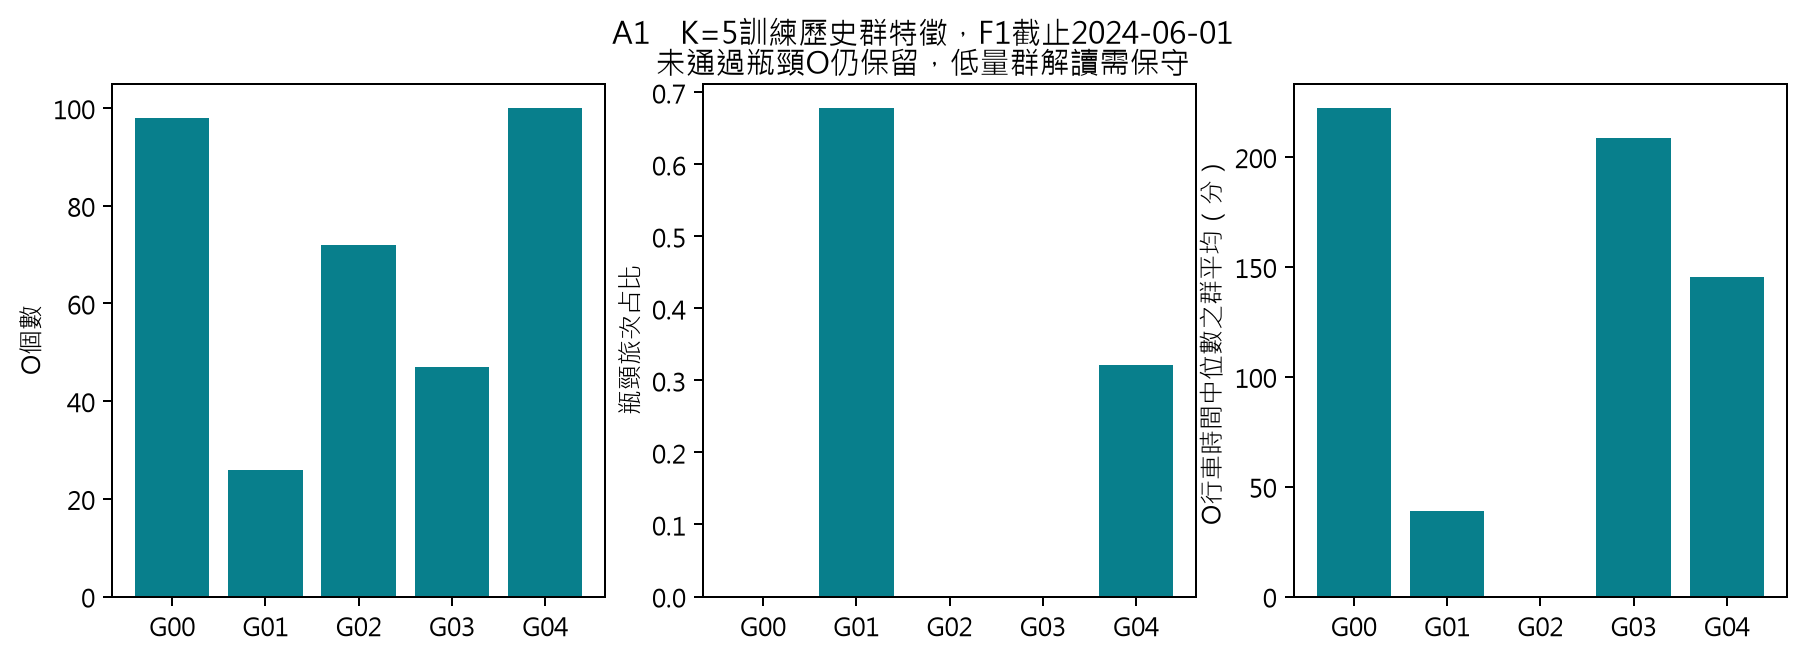 A1　K=5訓練歷史群特徵，F1截止2024-06-01
未通過瓶頸O仍保留，低量群解讀需保守
O個數
100
80
60
40
20
0
G00 G01 G02 G03 G04
瓶頸旅次占比
0.7
0.6
0.5
0.4
0.3
0.2
0.1
0.0
G00 G01 G02 G03 G04
O行車時間中位數之群平均（分）
200
150
100
50
0
G00 G01 G02 G03 G04